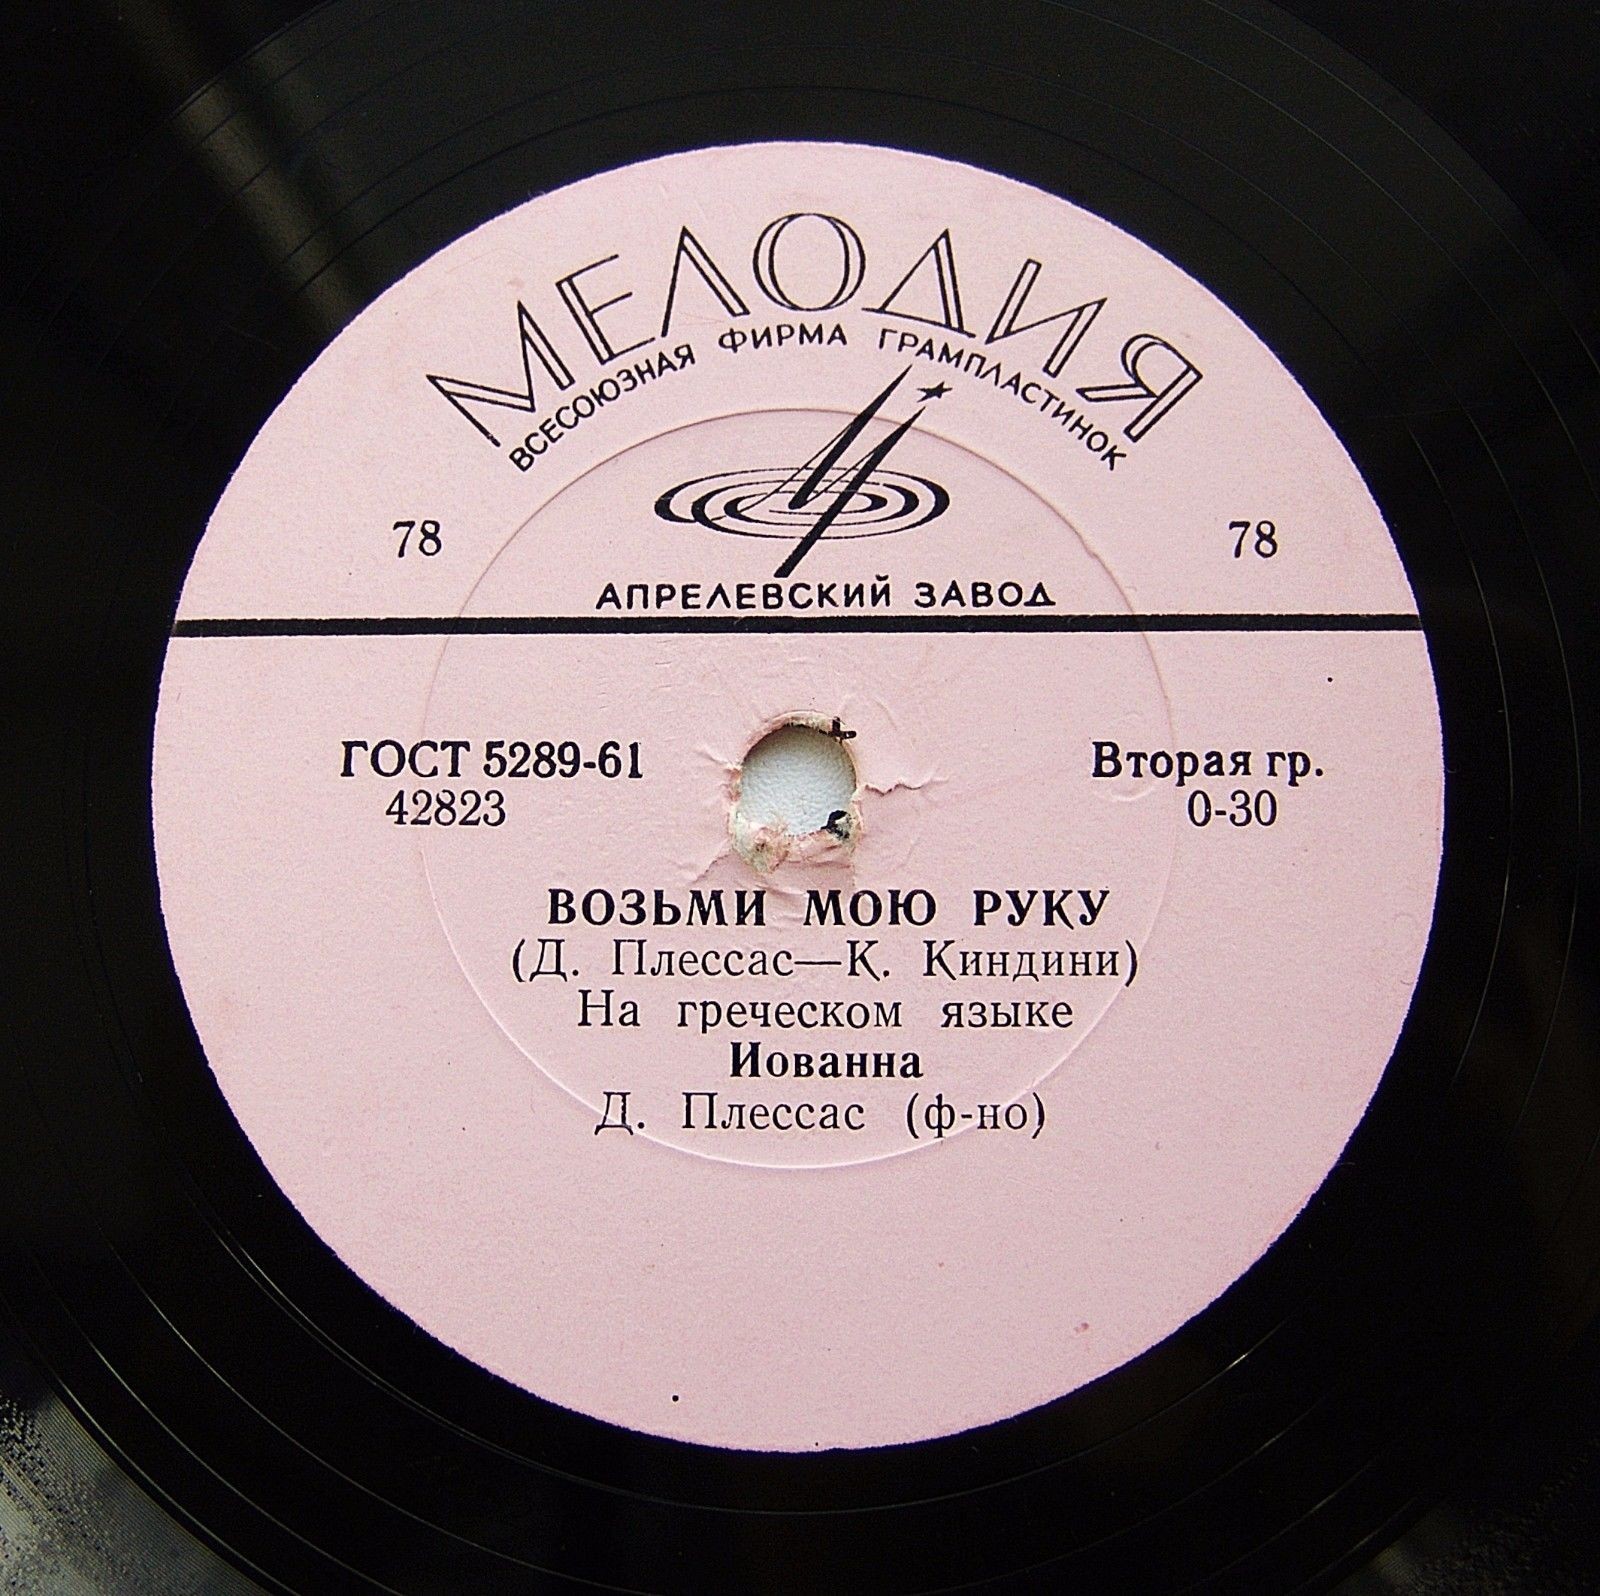 МЕЛОДИЯ
ВСЕСОЮЗНАЯ ФИРМА ГРАМПЛАСТИНОК
78 78
АПРЕЛЕВСКИЙ ЗАВОД
ГОСТ 5289-61 Вторая гр.
42823 0-30
ВОЗЬМИ МОЮ РУКУ
(Д. Плессас—К. Киндини)
На греческом языке
Иованна
Д. Плессас (ф-но)